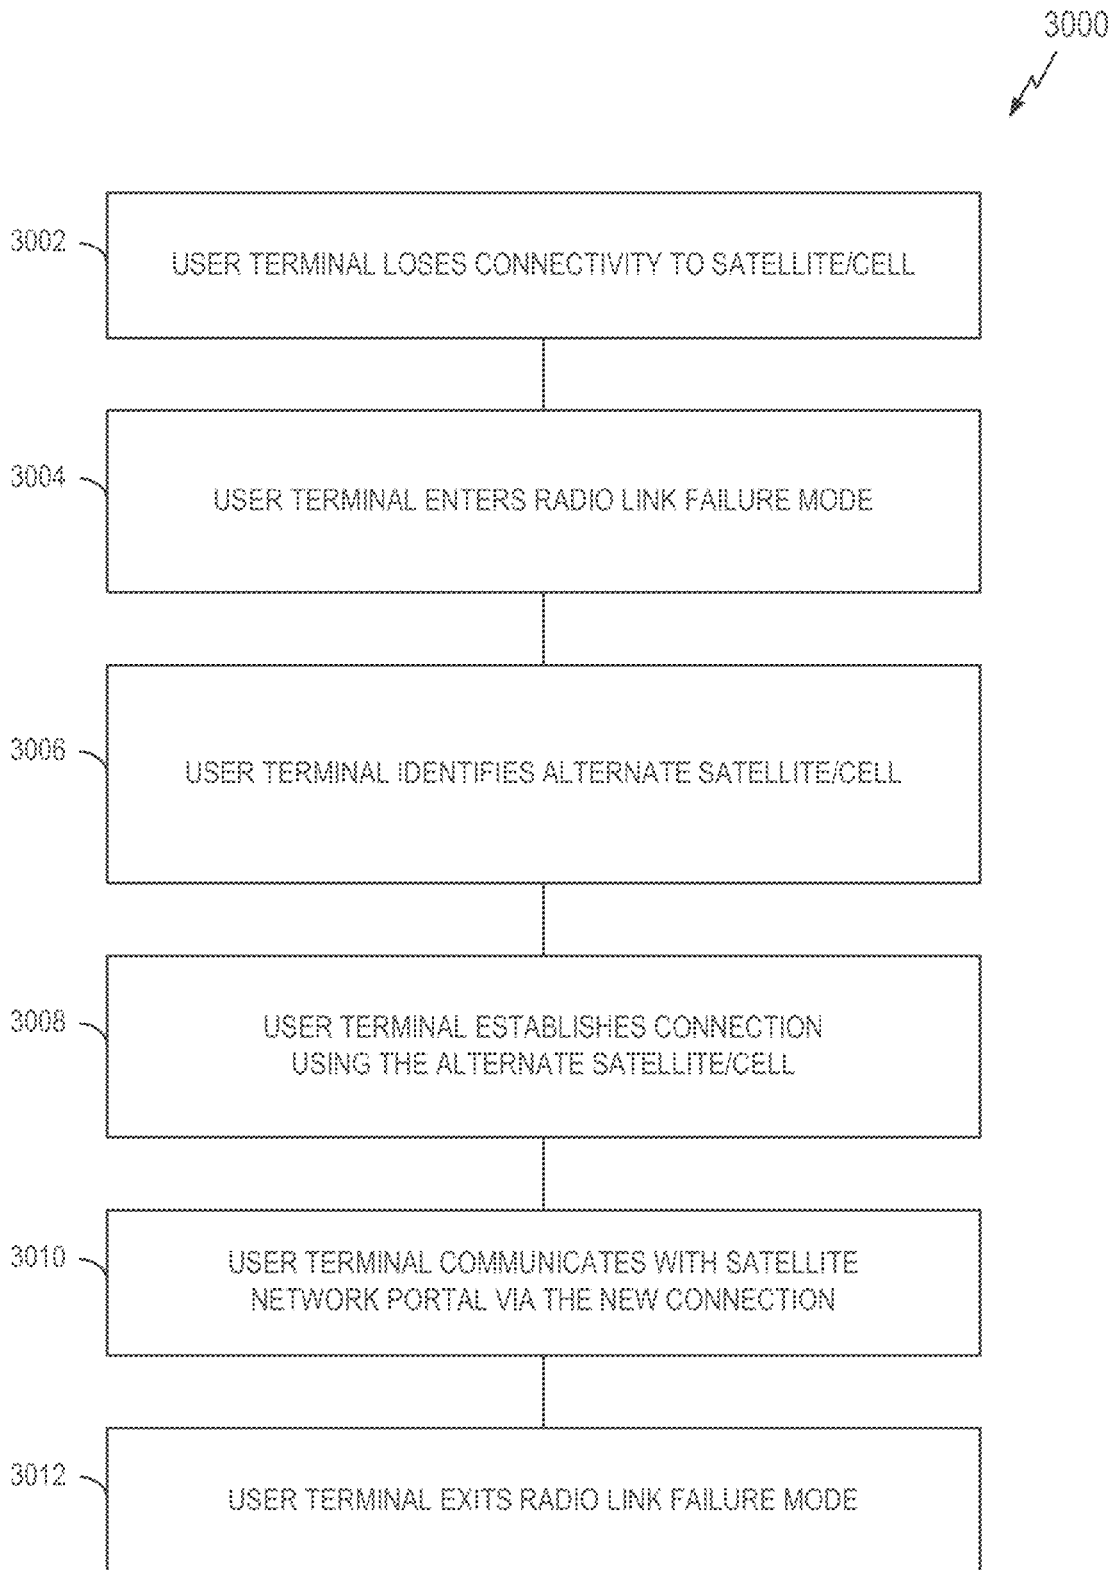 3000
3002
USER TERMINAL LOSES CONNECTIVITY TO SATELLITE/CELL
3004
USER TERMINAL ENTERS RADIO LINK FAILURE MODE
3006
USER TERMINAL IDENTIFIES ALTERNATE SATELLITE/CELL
3008
USER TERMINAL ESTABLISHES CONNECTION
USING THE ALTERNATE SATELLITE/CELL
3010
USER TERMINAL COMMUNICATES WITH SATELLITE
NETWORK PORTAL VIA THE NEW CONNECTION
3012
USER TERMINAL EXITS RADIO LINK FAILURE MODE